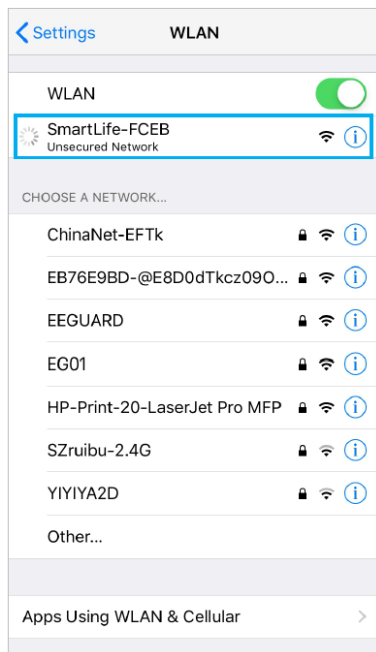 Settings WLAN
WLAN
SmartLife-FCEB
Unsecured Network
CHOOSE A NETWORK...
ChinaNet-EFTk
EB76E9BD-@E8D0dTkcz09O...
EEGUARD
EG01
HP-Print-20-LaserJet Pro MFP
SZruibu-2.4G
YIYIYA2D
Other...
Apps Using WLAN & Cellular